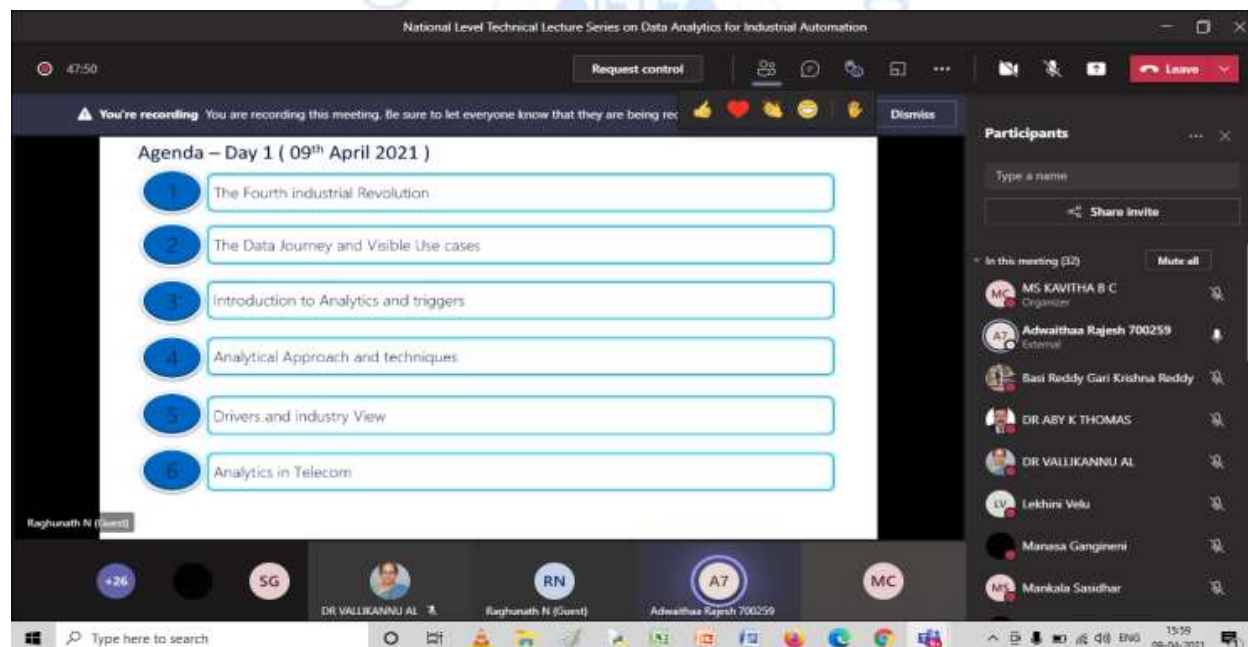 National Level Technical Lecture Series on Data Analytics for Industrial Automation
47:50
Request control
Leave
You're recording You are recording this meeting. Be sure to let everyone know that they are being rec
Dismiss
Agenda – Day 1 ( 09th April 2021 )
1
The Fourth industrial Revolution
2
The Data Journey and Visible Use cases
3
Introduction to Analytics and triggers
4
Analytical Approach and techniques
5
Drivers and industry View
6
Analytics in Telecom
Raghunath N (Guest)
Participants
Type a name
Share invite
In this meeting (32)
Mute all
MC
MS KAVITHA B C
Organizer
A7
Adwaithaa Rajesh 700259
External
Basi Reddy Gari Krishna Reddy
DR ABY K THOMAS
DR VALLIKANNU AL
LV
Lekhini Velu
Manasa Gangineni
MS
Mankala Sasidhar
+26
SG
DR VALLIKANNU AL
RN
Raghunath N (Guest)
A7
Adwaithaa Rajesh 700259
MC
Type here to search
ENG
15:59
09-04-2021